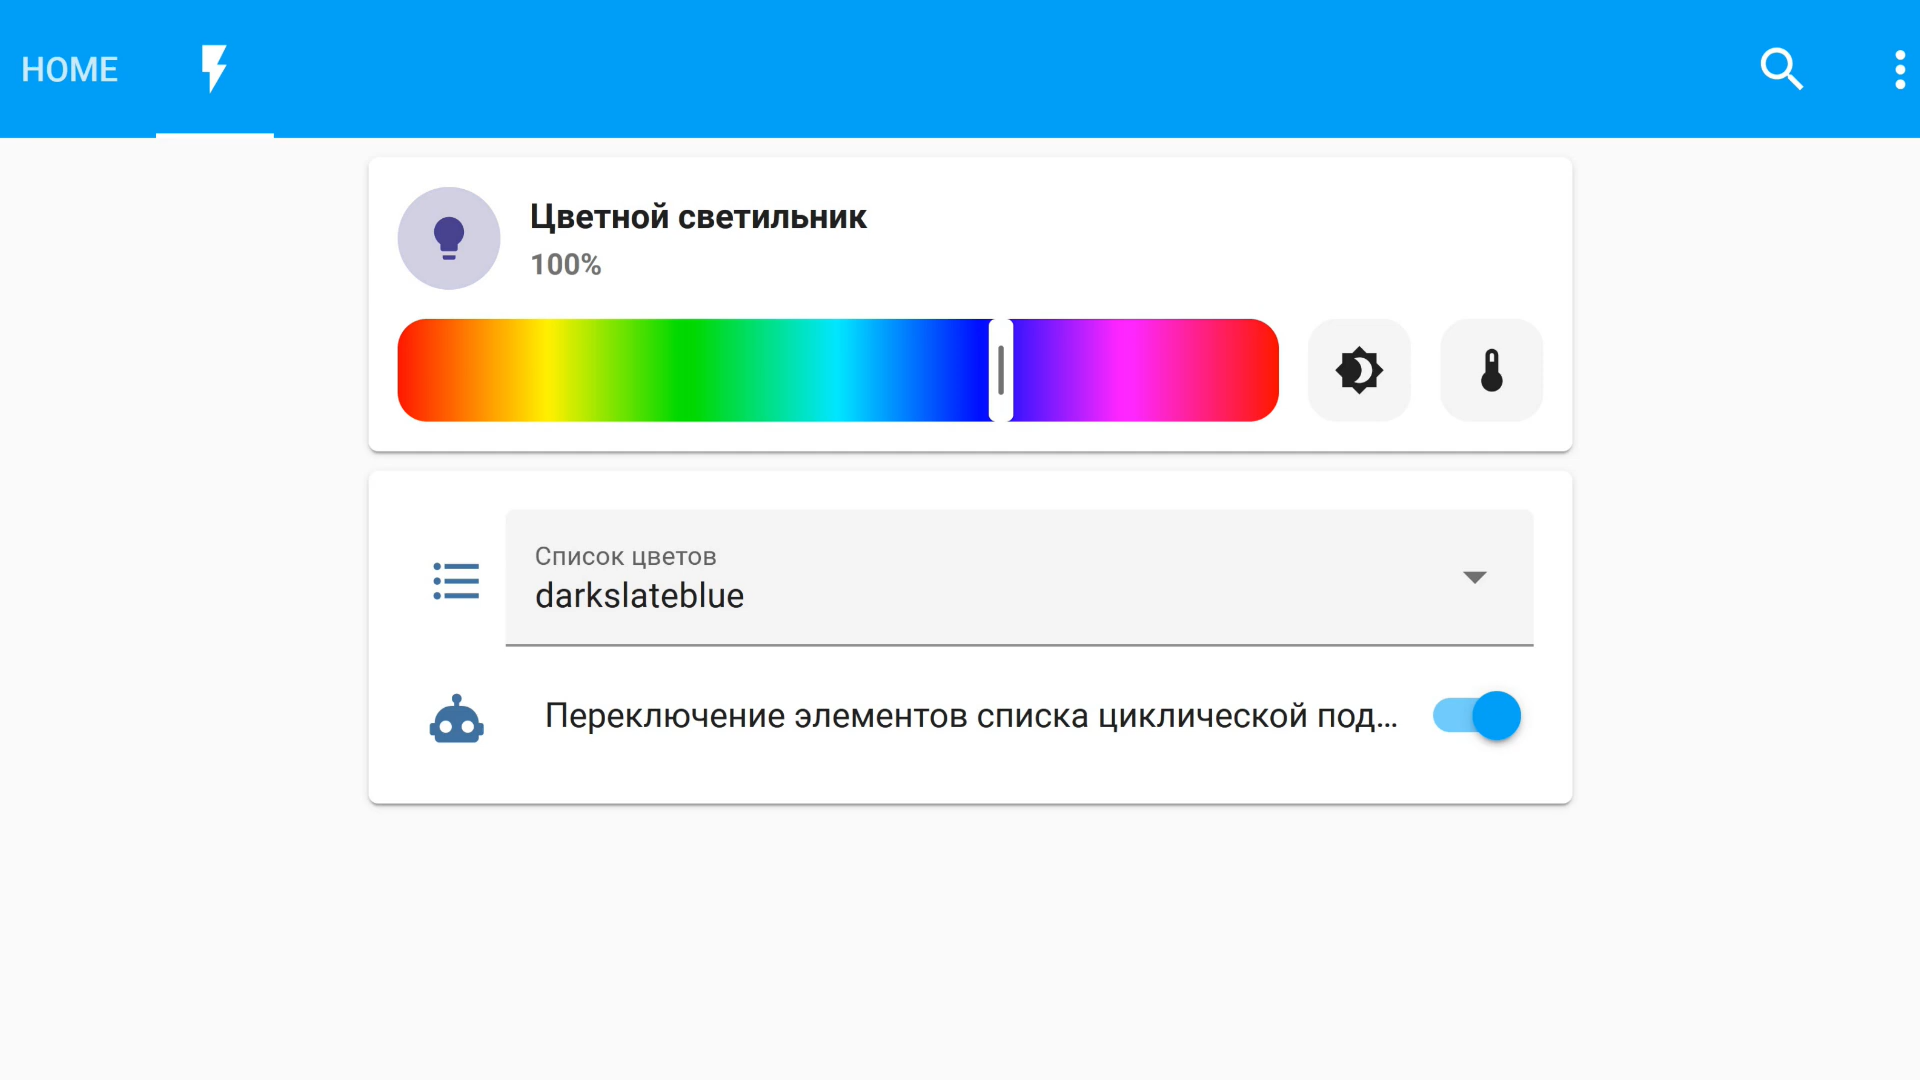 HOME
Цветной светильник
100%
Список цветов
darkslateblue
Переключение элементов списка циклической под...